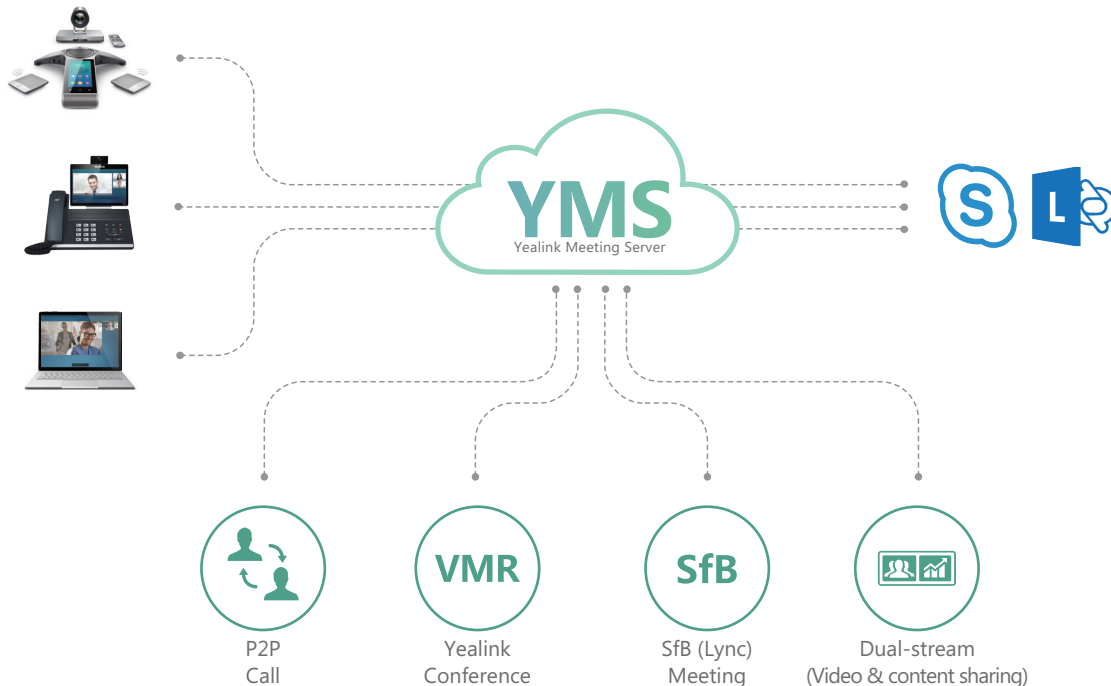 YMS
Yealink Meeting Server
S
L
VMR
SfB
P2P
Call
Yealink
Conference
SfB (Lync)
Meeting
Dual-stream
(Video & content sharing)